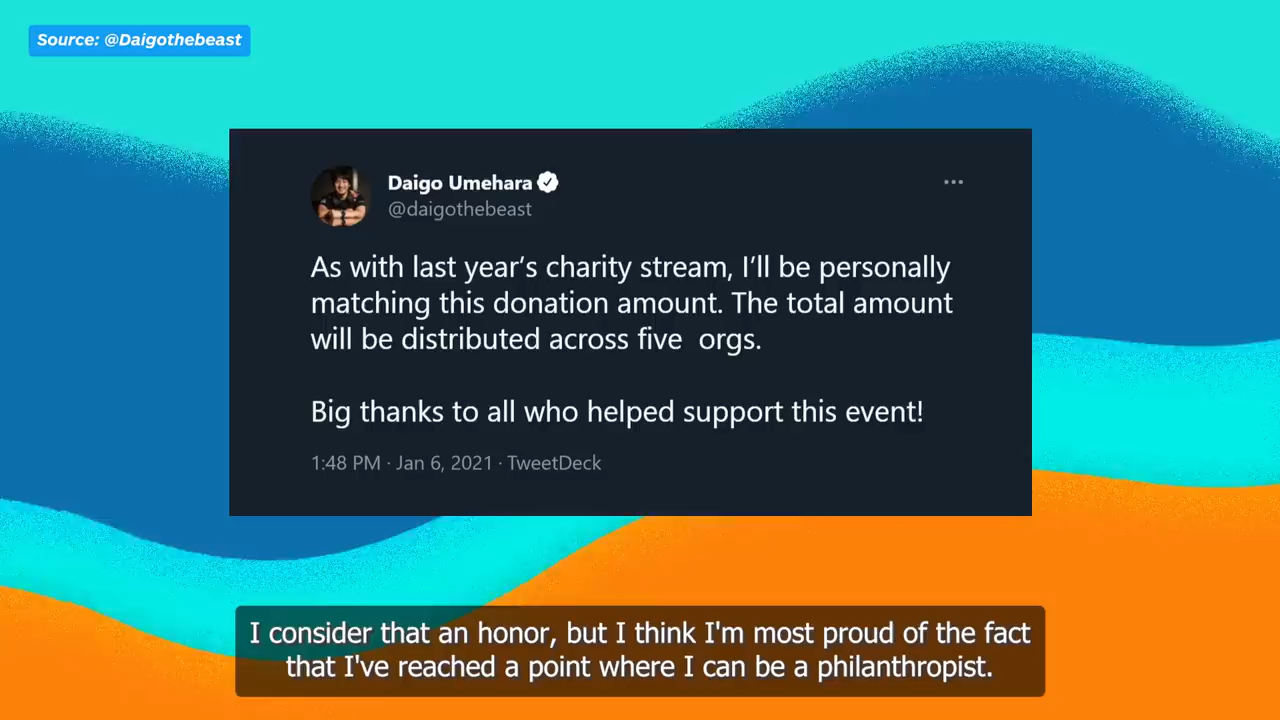 Source: @Daigothebeast
Daigo Umehara
@daigothebeast
As with last year’s charity stream, I’ll be personally
matching this donation amount. The total amount
will be distributed across five  orgs.
Big thanks to all who helped support this event!
1:48 PM · Jan 6, 2021 · TweetDeck
I consider that an honor, but I think I'm most proud of the fact
that I've reached a point where I can be a philanthropist.